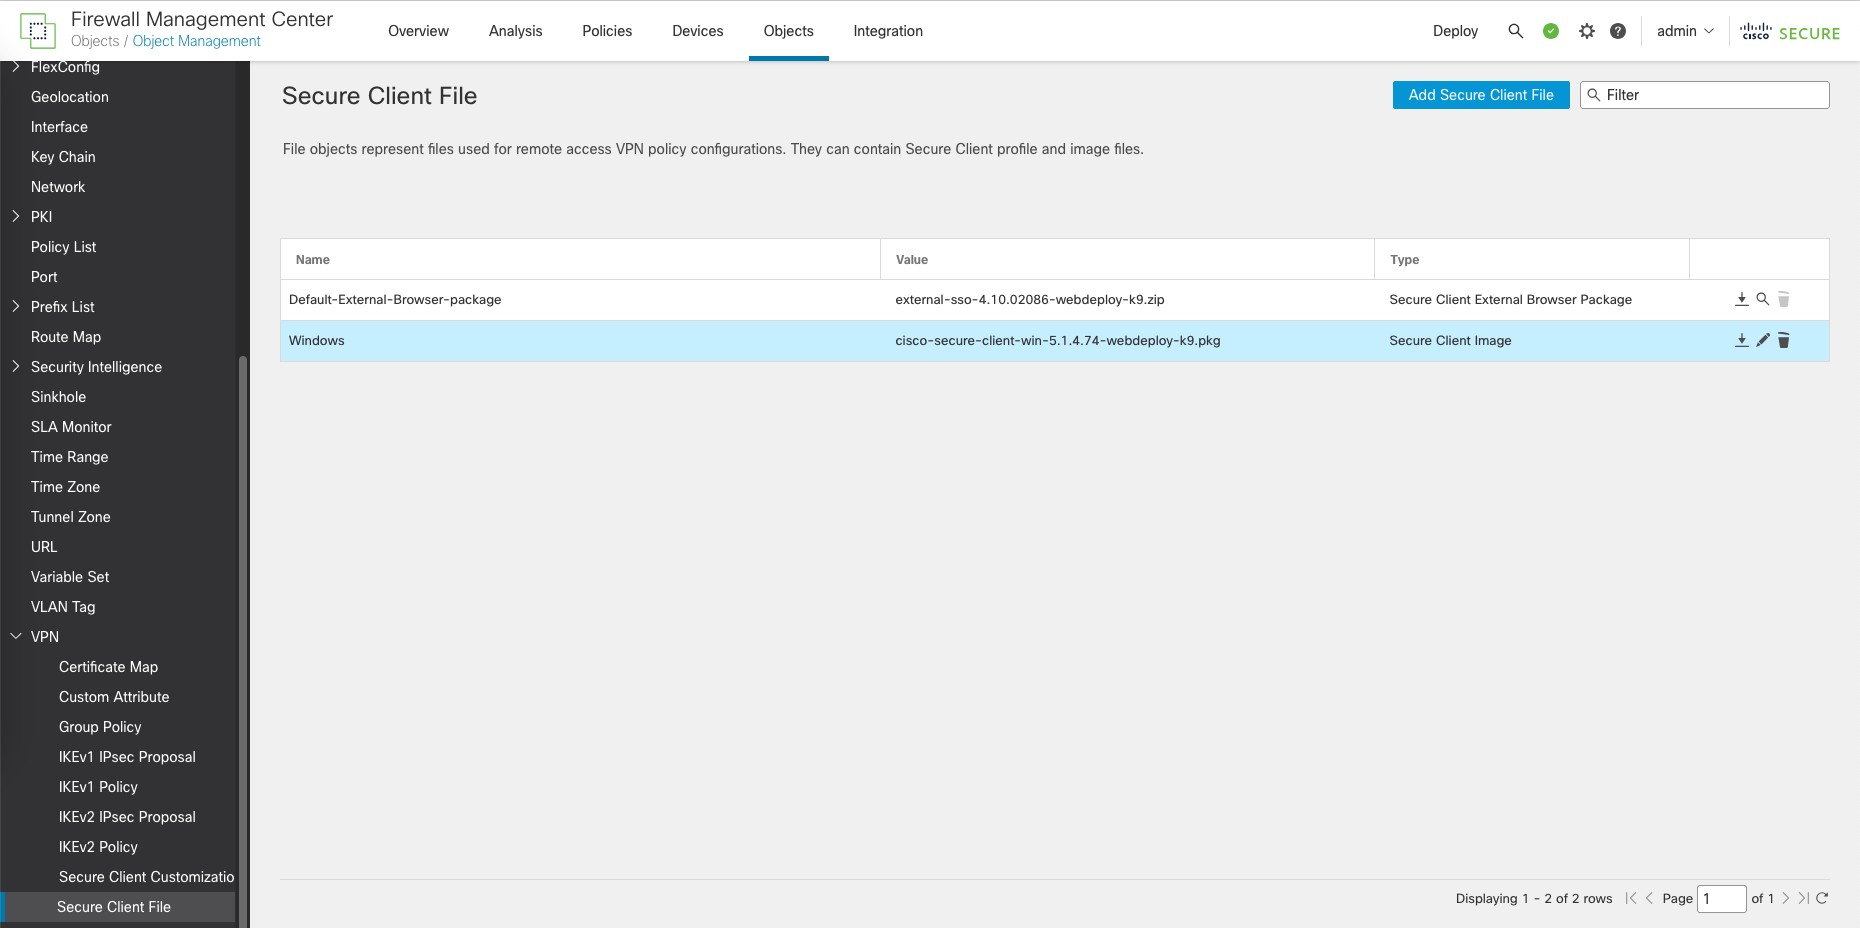 Firewall Management Center
Objects / Object Management
Overview
Analysis
Policies
Devices
Objects
Integration
Deploy
admin
cisco SECURE
FlexConfig
Geolocation
Interface
Key Chain
Network
PKI
Policy List
Port
Prefix List
Route Map
Security Intelligence
Sinkhole
SLA Monitor
Time Range
Time Zone
Tunnel Zone
URL
Variable Set
VLAN Tag
VPN
Certificate Map
Custom Attribute
Group Policy
IKEv1 IPsec Proposal
IKEv1 Policy
IKEv2 IPsec Proposal
IKEv2 Policy
Secure Client Customizatio
Secure Client File
Secure Client File
Add Secure Client File
Filter
File objects represent files used for remote access VPN policy configurations. They can contain Secure Client profile and image files.
Name Value Type
Default-External-Browser-package external-sso-4.10.02086-webdeploy-k9.zip Secure Client External Browser Package
Windows cisco-secure-client-win-5.1.4.74-webdeploy-k9.pkg Secure Client Image
Displaying 1 - 2 of 2 rows Page 1 of 1